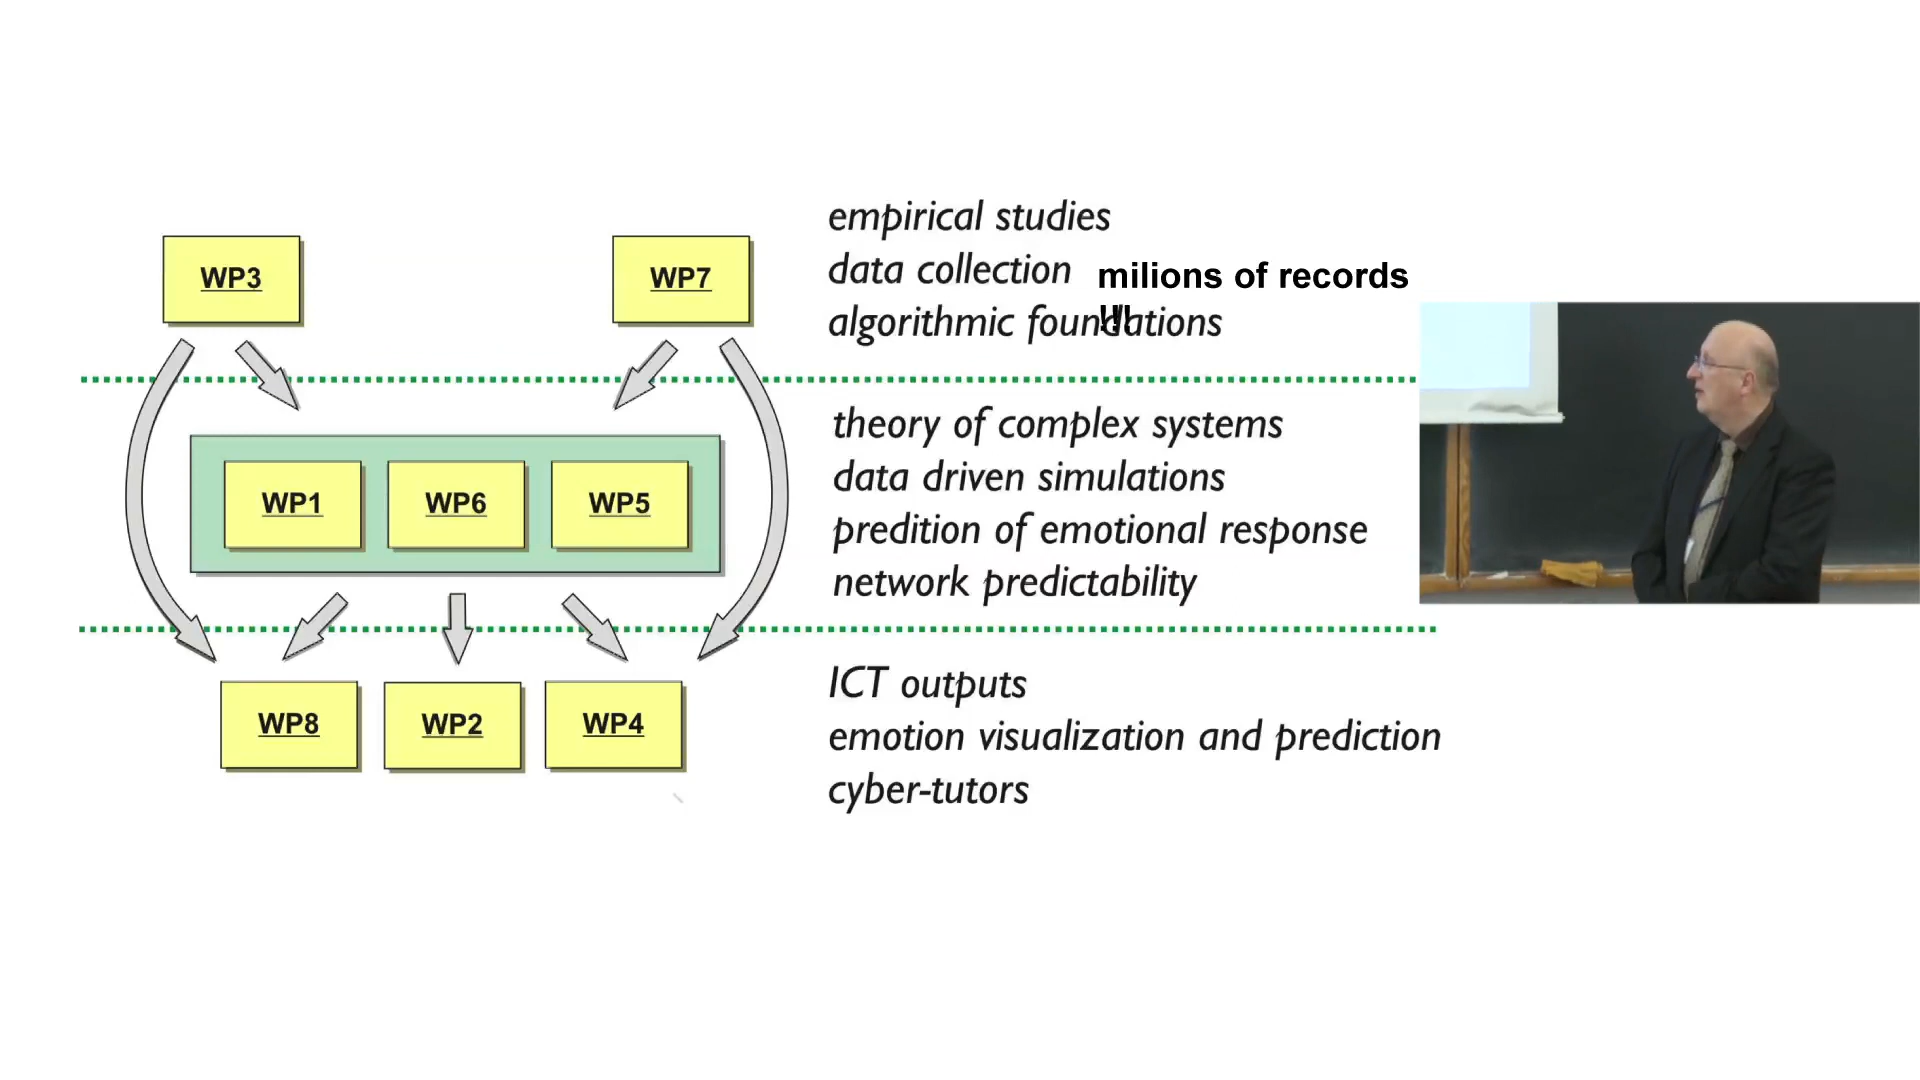 empirical studies
WP3
WP7
data collection
milions of records
!!!
algorithmic foundations
theory of complex systems
data driven simulations
WP1
WP6
WP5
predition of emotional response
network predictability
ICT outputs
WP8
WP2
WP4
emotion visualization and prediction
cyber-tutors